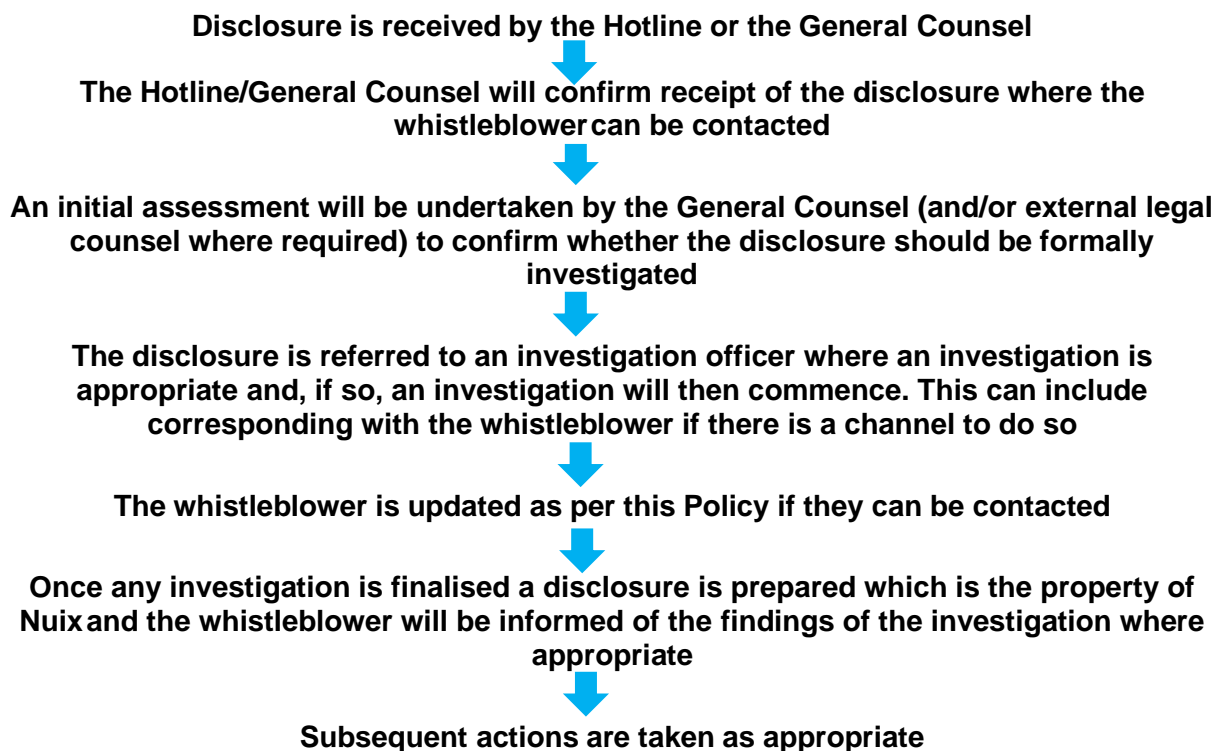 Disclosure is received by the Hotline or the General Counsel
The Hotline/General Counsel will confirm receipt of the disclosure where the
whistleblower can be contacted
An initial assessment will be undertaken by the General Counsel (and/or external legal
counsel where required) to confirm whether the disclosure should be formally
investigated
The disclosure is referred to an investigation officer where an investigation is
appropriate and, if so, an investigation will then commence. This can include
corresponding with the whistleblower if there is a channel to do so
The whistleblower is updated as per this Policy if they can be contacted
Once any investigation is finalised a disclosure is prepared which is the property of
Nuix and the whistleblower will be informed of the findings of the investigation where
appropriate
Subsequent actions are taken as appropriate